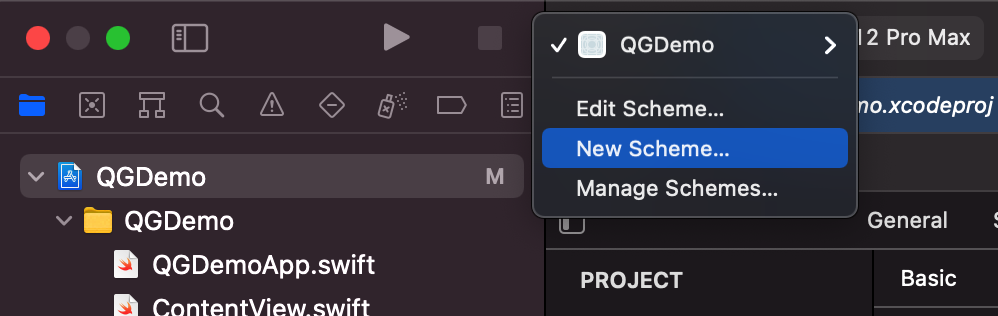 QGDemo
12 Pro Max
Edit Scheme...
mo.xcodeproj
New Scheme...
Manage Schemes...
QGDemo M
QGDemo
General
QGDemoApp.swift
PROJECT
Basic
ContentView.swift